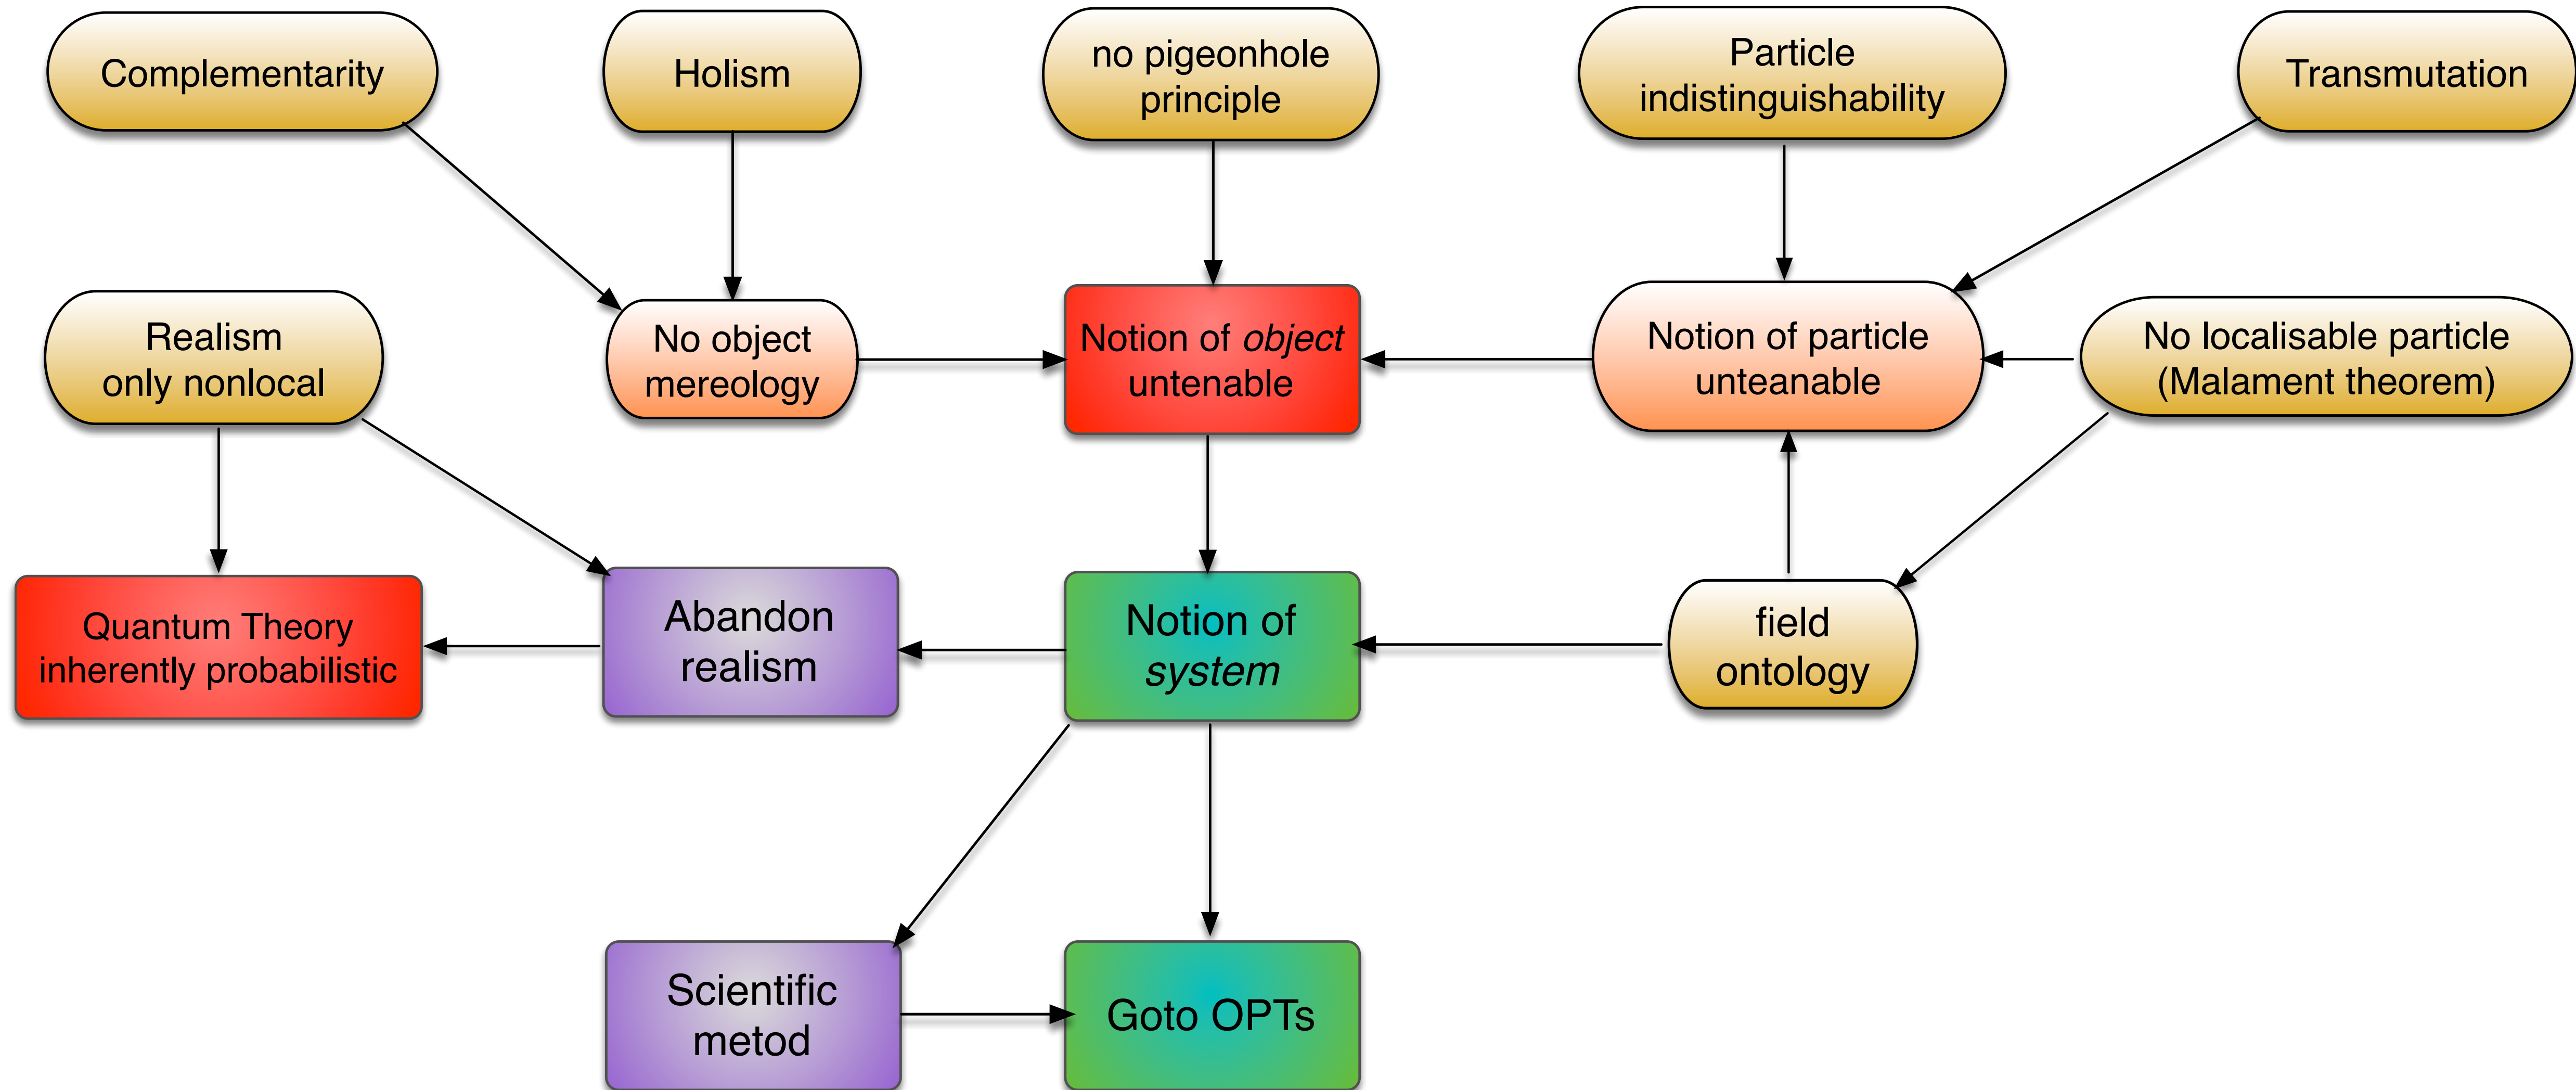 Complementarity
Holism
no pigeonhole
principle
Particle
indistinguishability
Transmutation
Realism
only nonlocal
No object
mereology
Notion of object
untenable
Notion of particle
unteanable
No localisable particle
(Malament theorem)
Quantum Theory
inherently probabilistic
Abandon
realism
Notion of
system
field
ontology
Scientific
metod
Goto OPTs